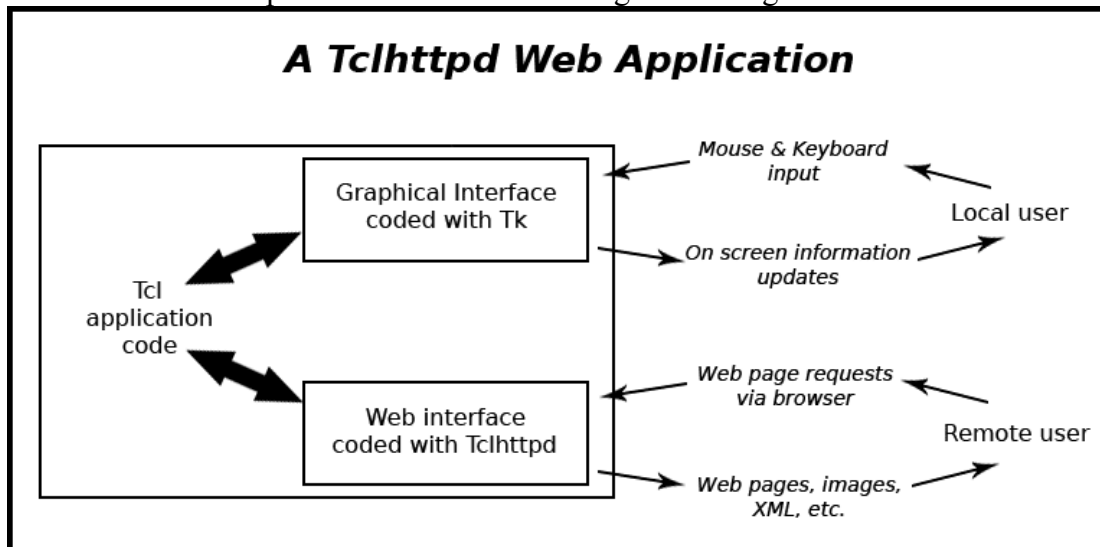 A Tclhttpd Web Application
Mouse & Keyboard
input
Graphical Interface
coded with Tk
Local user
On screen information
updates
Tcl
application
code
Web page requests
via browser
Web interface
coded with Tclhttpd
Remote user
Web pages, images,
XML, etc.